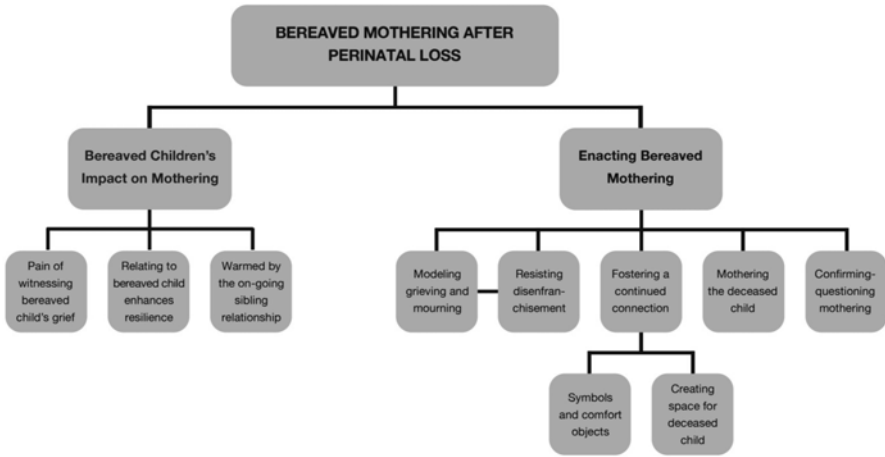 BEREAVED MOTHERING AFTER
PERINATAL LOSS
Bereaved Children's
Impact on Mothering
Enacting Bereaved
Mothering
Pain of
witnessing
bereaved
child's grief
Relating to
bereaved child
enhances
resilience
Warmed by
the on-going
sibling
relationship
Modeling
grieving and
mourning
Resisting
disenfran-
chisement
Fostering a
continued
connection
Mothering
the deceased
child
Confirming-
questioning
mothering
Symbols
and comfort
objects
Creating
space for
deceased
child